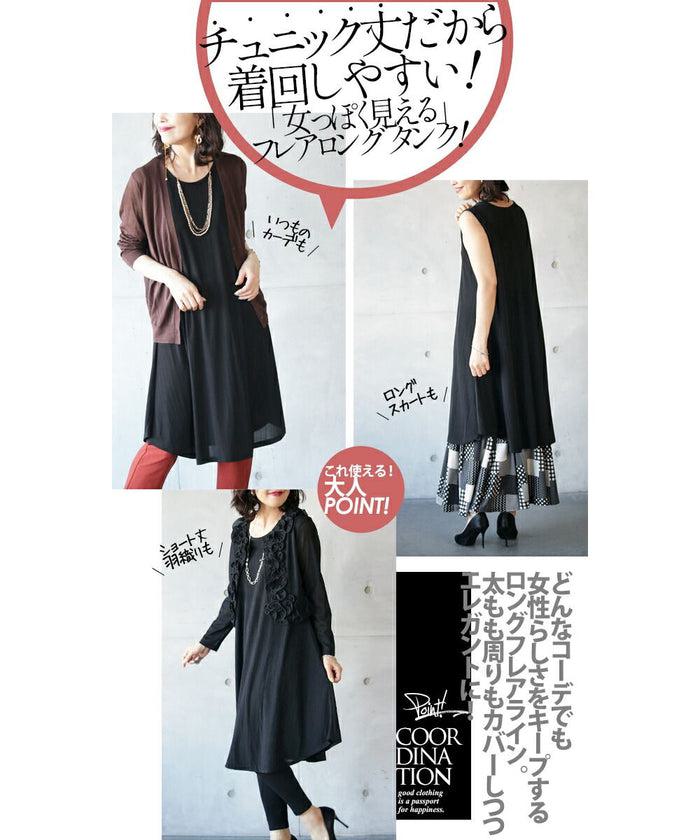 チュニック丈だから
着回しやすい!
「女っぽく見える」
フレアロングタンク!
いつもの
カーデも
ロング
スカートも
これ使える!
大人
POINT!
ショート丈
羽織りも
どんなコーデでも
女性らしさをキープする
ロングフレアライン。
太もも周りもカバーしつつ
エレガントに!
Point!
COOR
DINA
TION
good clothing
is a passport
for happiness.